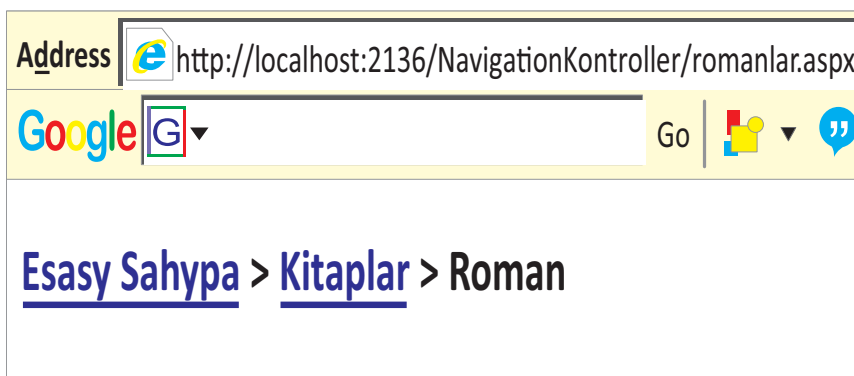 Address http://localhost:2136/NavigationKontroller/romanlar.aspx
Google G Go
Esasy Sahypa > Kitaplar > Roman